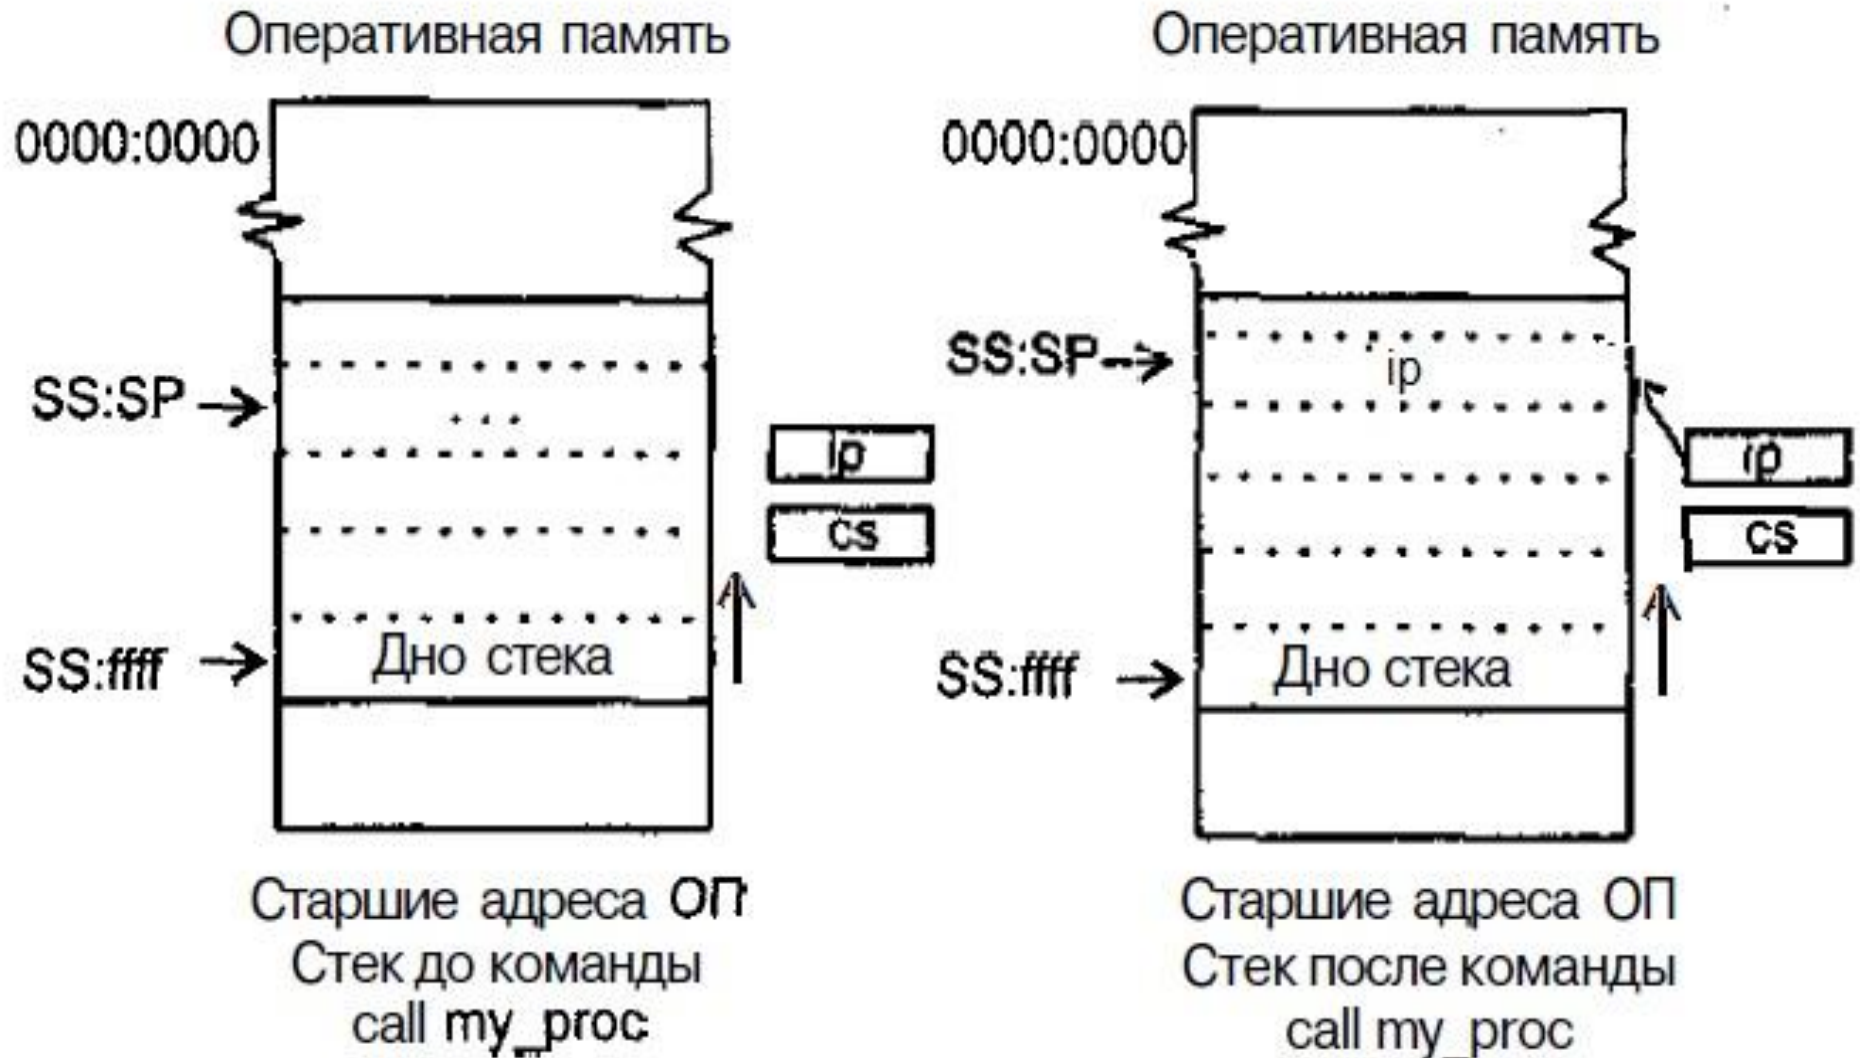 Оперативная память
0000:0000
SS:SP
. . .
ip
cs
SS:ffff
Дно стека
Старшие адреса ОП
Стек до команды
call my_proc
Оперативная память
0000:0000
SS:SP
ip
ip
cs
SS:ffff
Дно стека
Старшие адреса ОП
Стек после команды
call my_proc